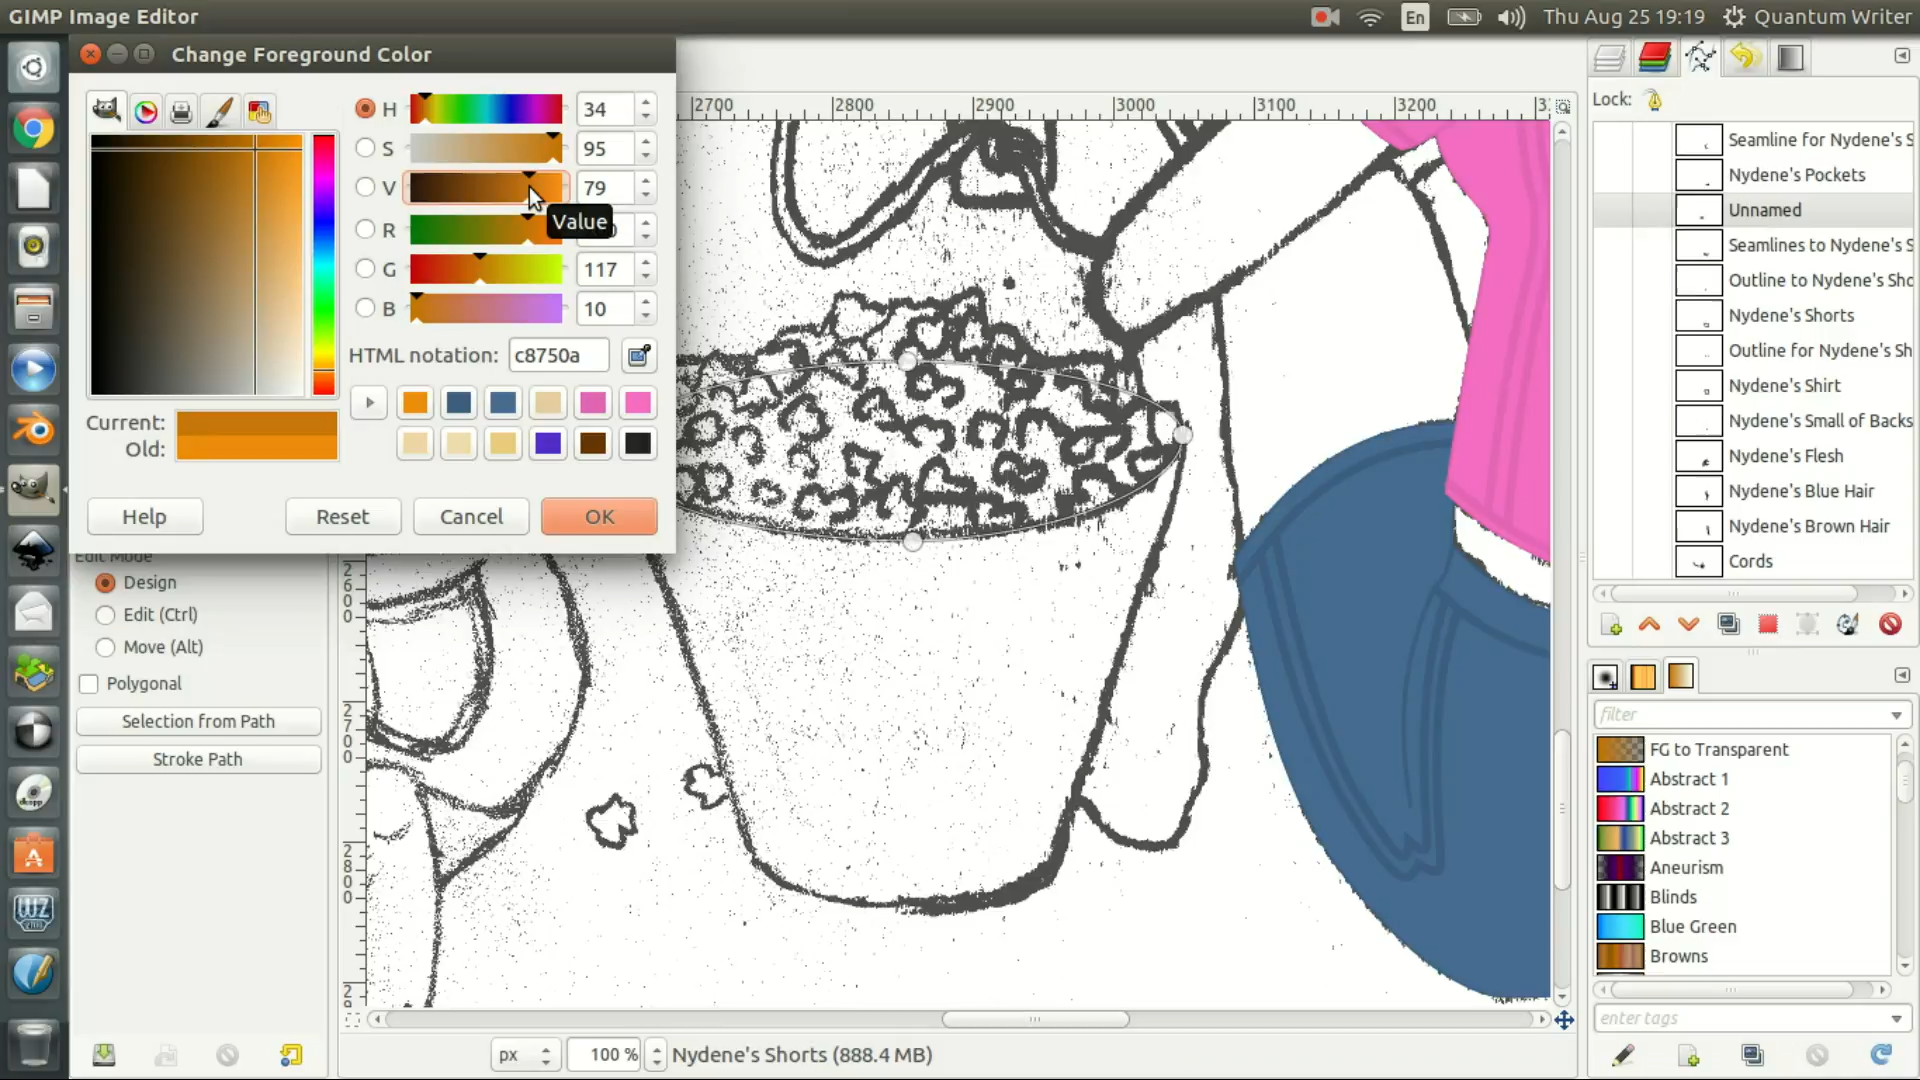 GIMP Image Editor
En
Thu Aug 25 19:19
Quantum Writer
Change Foreground Color
H 34
S 95
V 79
Value
R
G 117
B 10
HTML notation: c8750a
Current:
Old:
Help
Reset
Cancel
OK
Edit Mode
Design
Edit (Ctrl)
Move (Alt)
Polygonal
Selection from Path
Stroke Path
2700
2800
2900
3000
3100
3200
2600
2700
2800
px
100 %
Nydene's Shorts (888.4 MB)
Lock:
Seamline for Nydene's S
Nydene's Pockets
Unnamed
Seamlines to Nydene's S
Outline to Nydene's Sho
Nydene's Shorts
Outline for Nydene's Sh
Nydene's Shirt
Nydene's Small of Backs
Nydene's Flesh
Nydene's Blue Hair
Nydene's Brown Hair
Cords
filter
FG to Transparent
Abstract 1
Abstract 2
Abstract 3
Aneurism
Blinds
Blue Green
Browns
enter tags